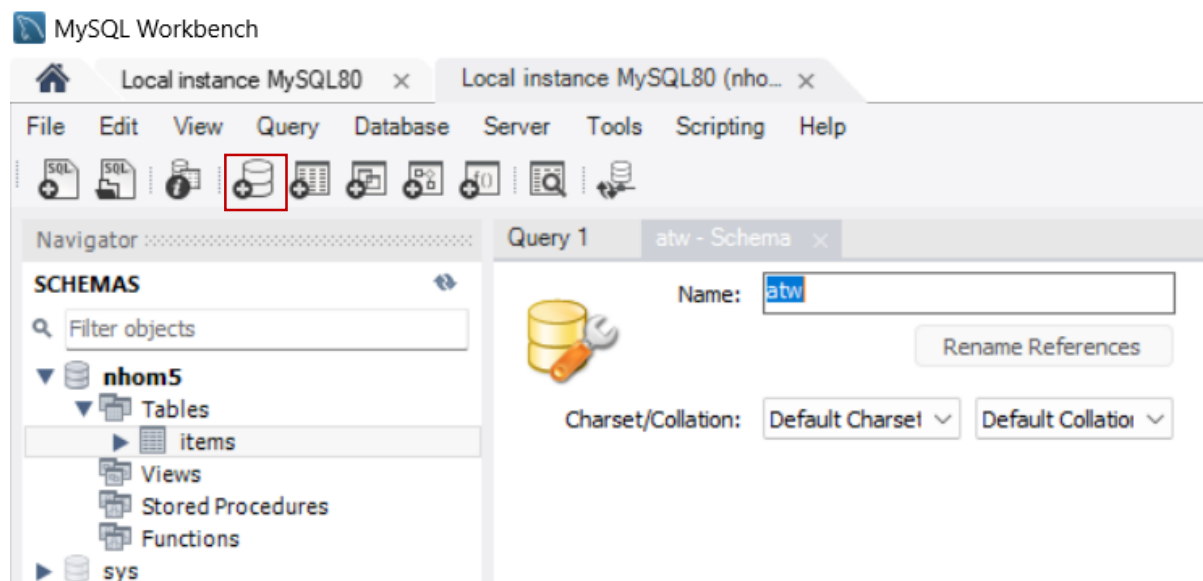 MySQL Workbench
Local instance MySQL80 × Local instance MySQL80 (nho... ×
File Edit View Query Database Server Tools Scripting Help
SQL SQL
Navigator
Query 1 atw - Schema ×
SCHEMAS
Name: atw
Filter objects
Rename References
nhom5
Tables
Charset/Collation: Default Charset Default Collation
items
Views
Stored Procedures
Functions
sys